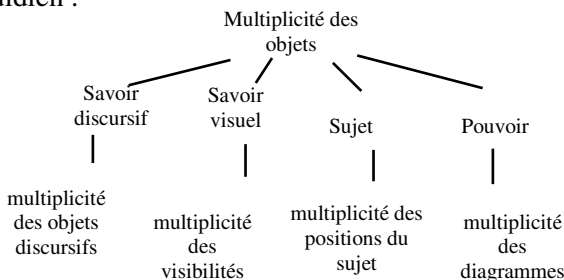 Multiplicité des
objets
Savoir
discursif
Savoir
visuel
Sujet
Pouvoir
multiplicité
des objets
discursifs
multiplicité
des
visibilités
multiplicité des
positions du
sujet
multiplicité
des
diagrammes